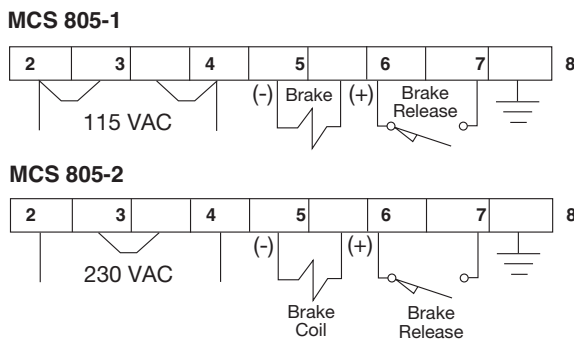 MCS 805-1
2 3 4 5 6 7 8
(-) Brake (+) Brake Release
115 VAC
MCS 805-2
2 3 4 5 6 7 8
(-) (+)
230 VAC
Brake Coil
Brake Release